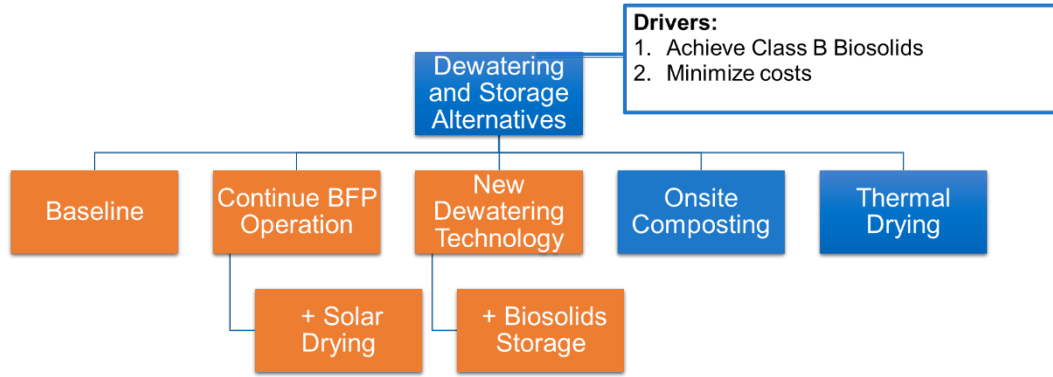 Drivers:
1. Achieve Class B Biosolids
2. Minimize costs
Dewatering
and Storage
Alternatives
Baseline
Continue BFP
Operation
New
Dewatering
Technology
Onsite
Composting
Thermal
Drying
+ Solar
Drying
+ Biosolids
Storage